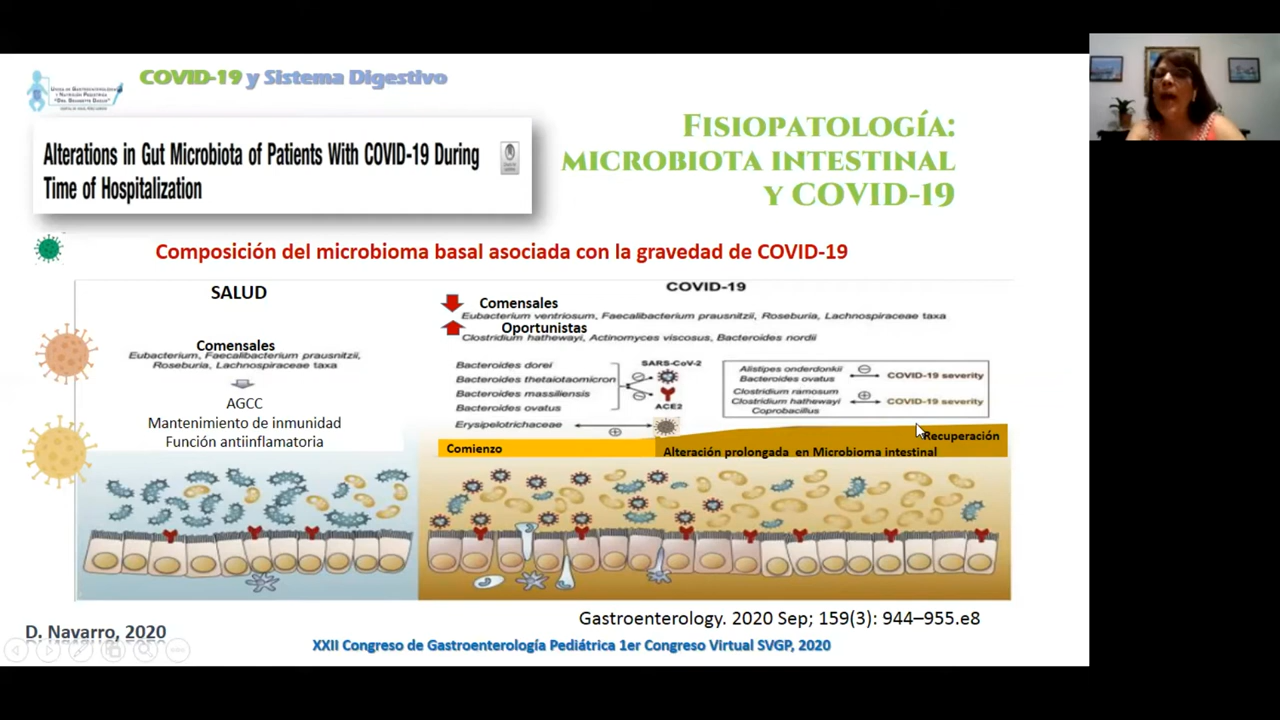 COVID-19 y Sistema Digestivo
UNIDAD DE GASTROENTEROLOGÍA
Y NUTRICIÓN PEDIÁTRICA
Alterations in Gut Microbiota of Patients With COVID-19 During
Time of Hospitalization
FISIOPATOLOGÍA:
MICROBIOTA INTESTINAL
Y COVID-19
Composición del microbioma basal asociada con la gravedad de COVID-19
SALUD
Comensales
Eubacterium, Faecalibacterium prausnitzii,
Roseburia, Lachnospiraceae taxa
AGCC
Mantenimiento de inmunidad
Función antiinflamatoria
COVID-19
Comensales
Eubacterium ventriosum, Faecalibacterium prausnitzii, Roseburia, Lachnospiraceae taxa
Oportunistas
Clostridium hathewayi, Actinomyces viscosus, Bacteroides nordii
Bacteroides dorei
Bacteroides thetaiotaomicron
Bacteroides massiliensis
Bacteroides ovatus
Erysipelotrichaceae
SARS-CoV-2
ACE2
Alistipes onderdonkii
Bacteroides ovatus
COVID-19 severity
Clostridium ramosum
Clostridium hathewayi
Coprobacillus
COVID-19 severity
Comienzo
Recuperación
Alteración prolongada en Microbioma intestinal
Gastroenterology. 2020 Sep; 159(3): 944–955.e8
D. Navarro, 2020
XXII Congreso de Gastroenterología Pediátrica 1er Congreso Virtual SVGP, 2020